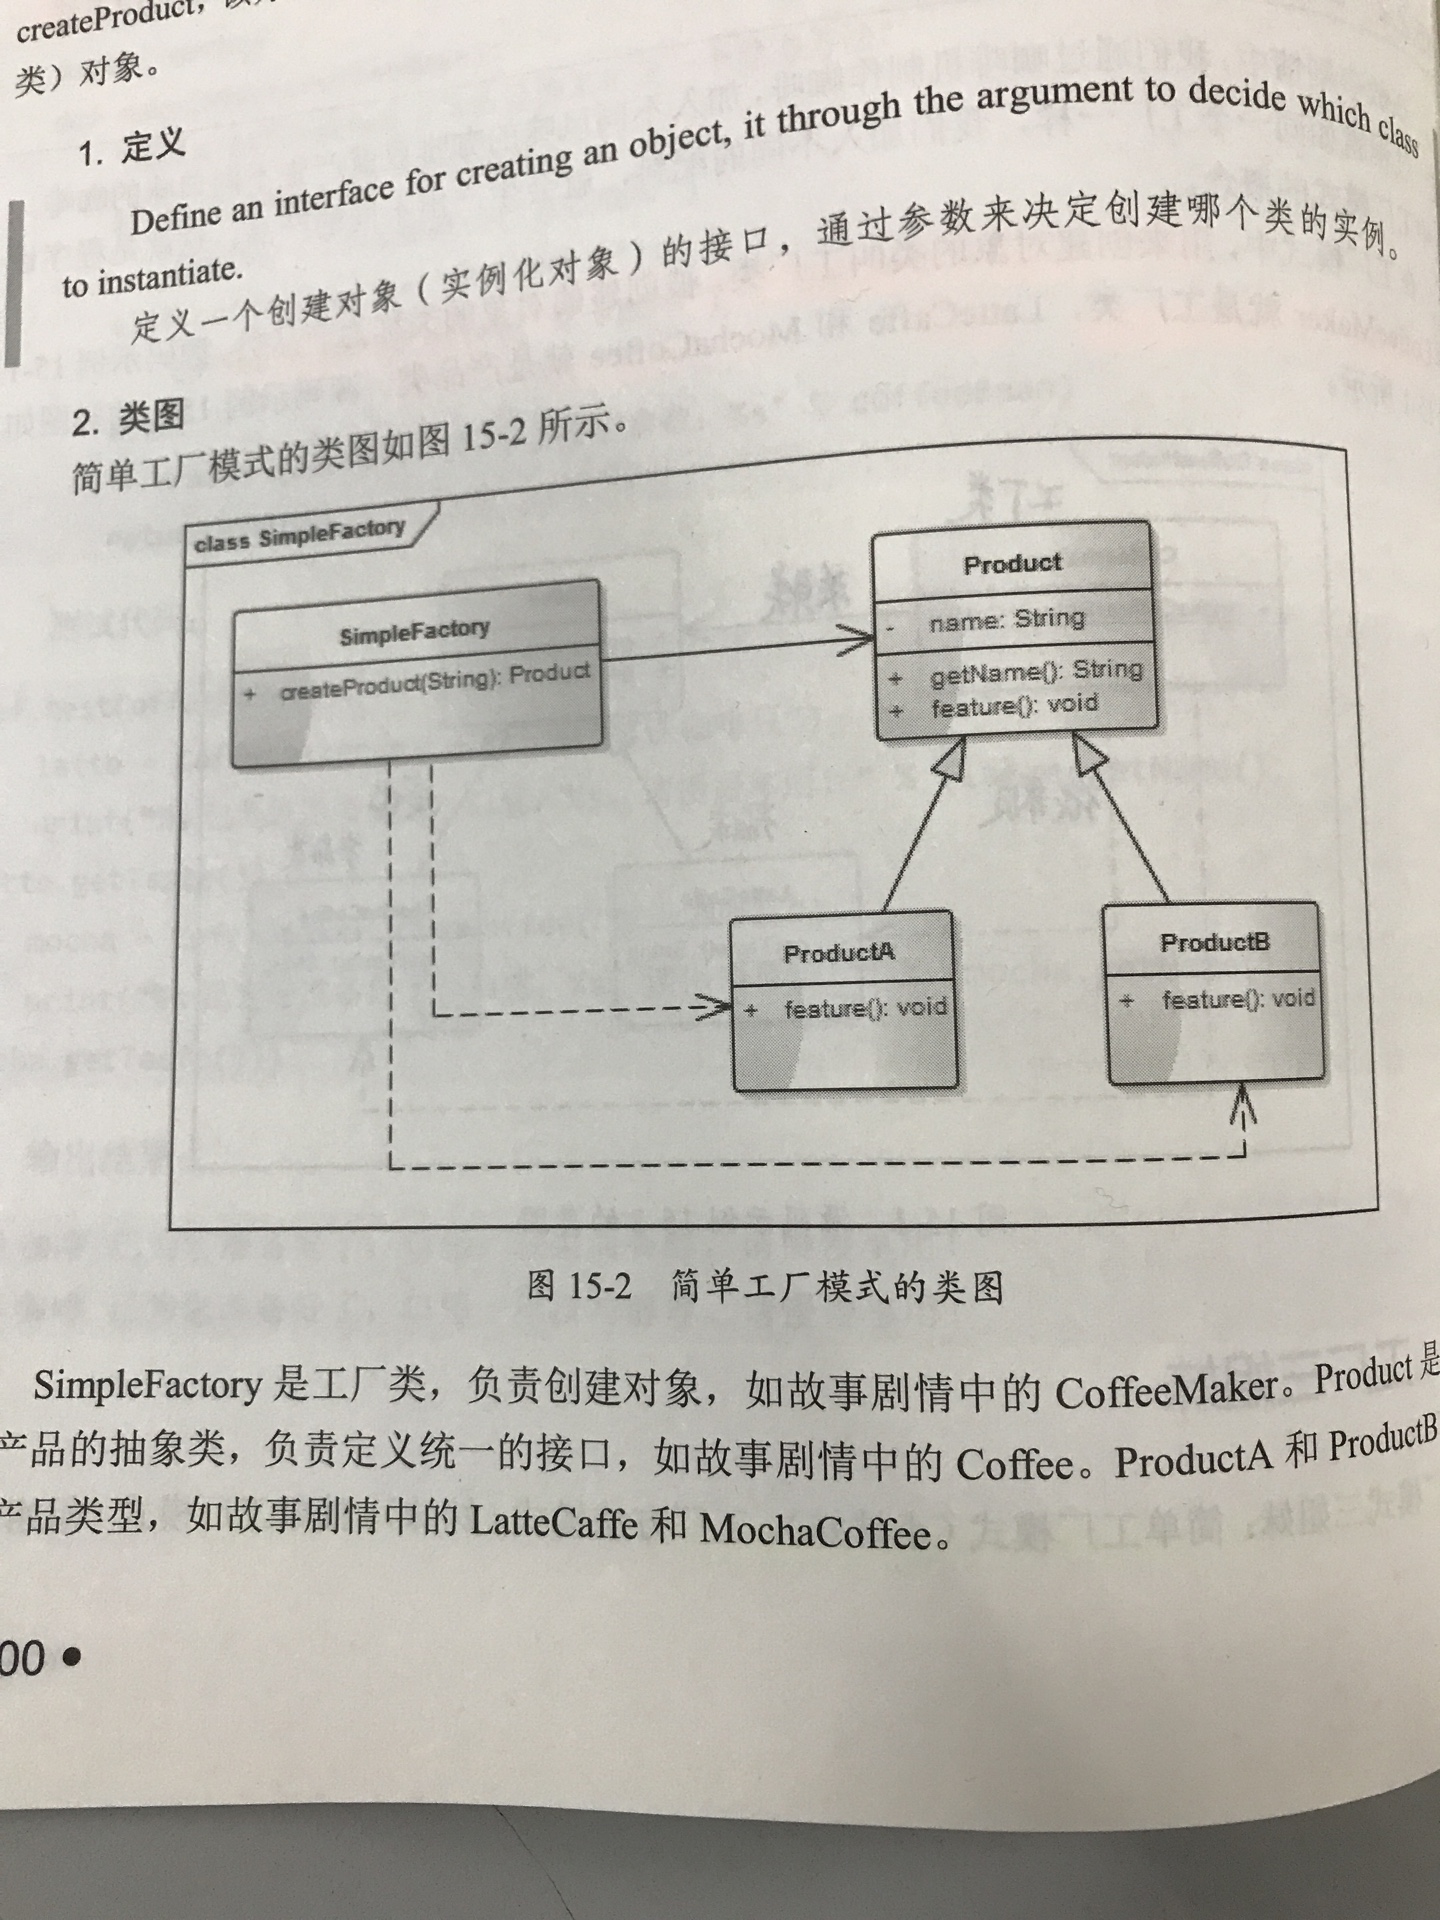 createProduct，
类）对象。
1. 定义
Define an interface for creating an object, it through the argument to decide which class
to instantiate.
定义一个创建对象（实例化对象）的接口，通过参数来决定创建哪个类的实例。
2. 类图
简单工厂模式的类图如图 15-2 所示。
class SimpleFactory
SimpleFactory
+ createProduct(String): Product
Product
- name: String
+ getName(): String
+ feature(): void
ProductA
+ feature(): void
ProductB
+ feature(): void
图 15-2 简单工厂模式的类图
SimpleFactory 是工厂类，负责创建对象，如故事剧情中的 CoffeeMaker。Product 是
产品的抽象类，负责定义统一的接口，如故事剧情中的 Coffee。ProductA 和 ProductB
产品类型，如故事剧情中的 LatteCaffe 和 MochaCoffee。
00 •